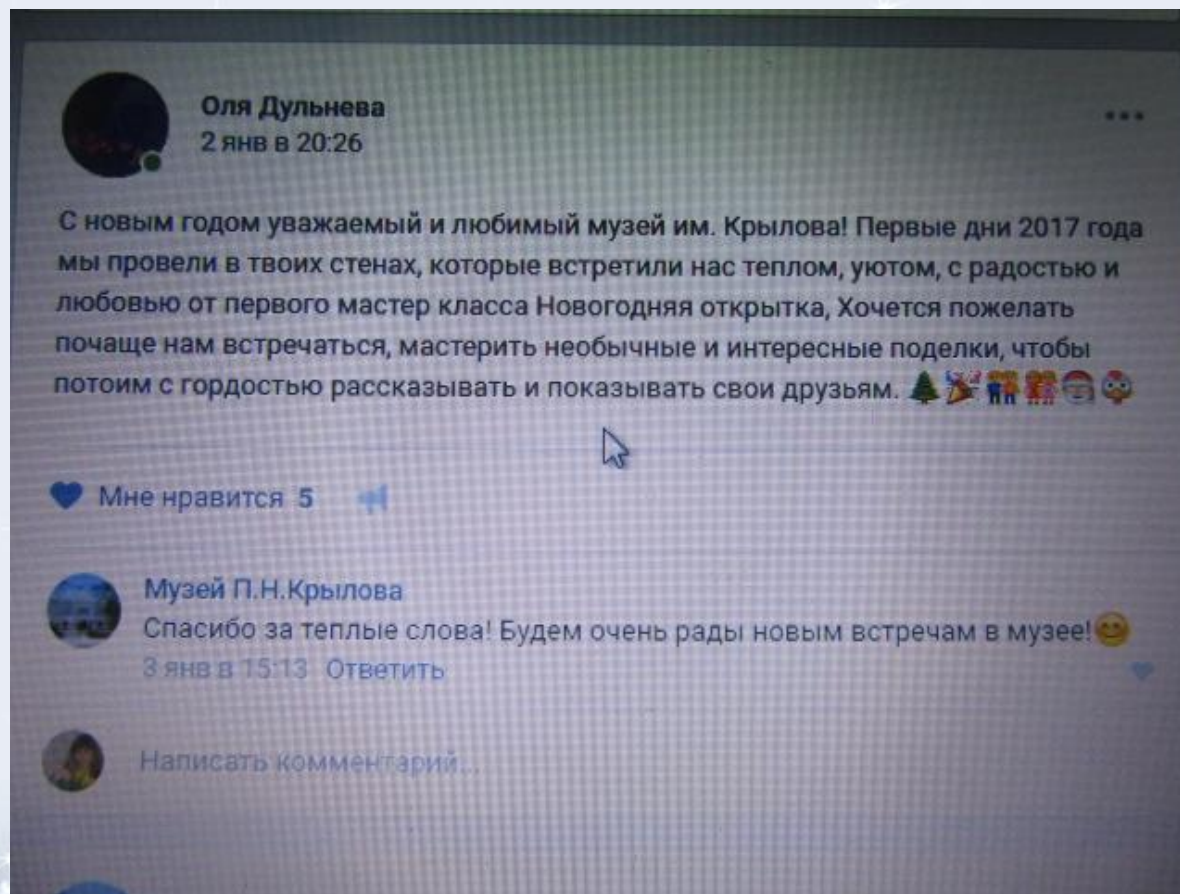 Оля Дульнева
2 янв в 20:26
С новым годом уважаемый и любимый музей им. Крылова! Первые дни 2017 года
мы провели в твоих стенах, которые встретили нас теплом, уютом, с радостью и
любовью от первого мастер класса Новогодняя открытка, Хочется пожелать
почаще нам встречаться, мастерить необычные и интересные поделки, чтобы
потоим с гордостью рассказывать и показывать свои друзьям. 🎄🎉👬👭🎅😳
Мне нравится 5
Музей П.Н.Крылова
Спасибо за теплые слова! Будем очень рады новым встречам в музее!😊
3 янв в 15:13 Ответить
Написать комментарий...